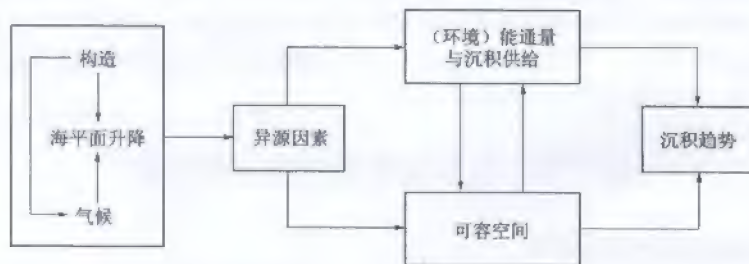 构造
海平面升降
气候
异源因素
（环境）能通量
与沉积供给
可容空间
沉积趋势